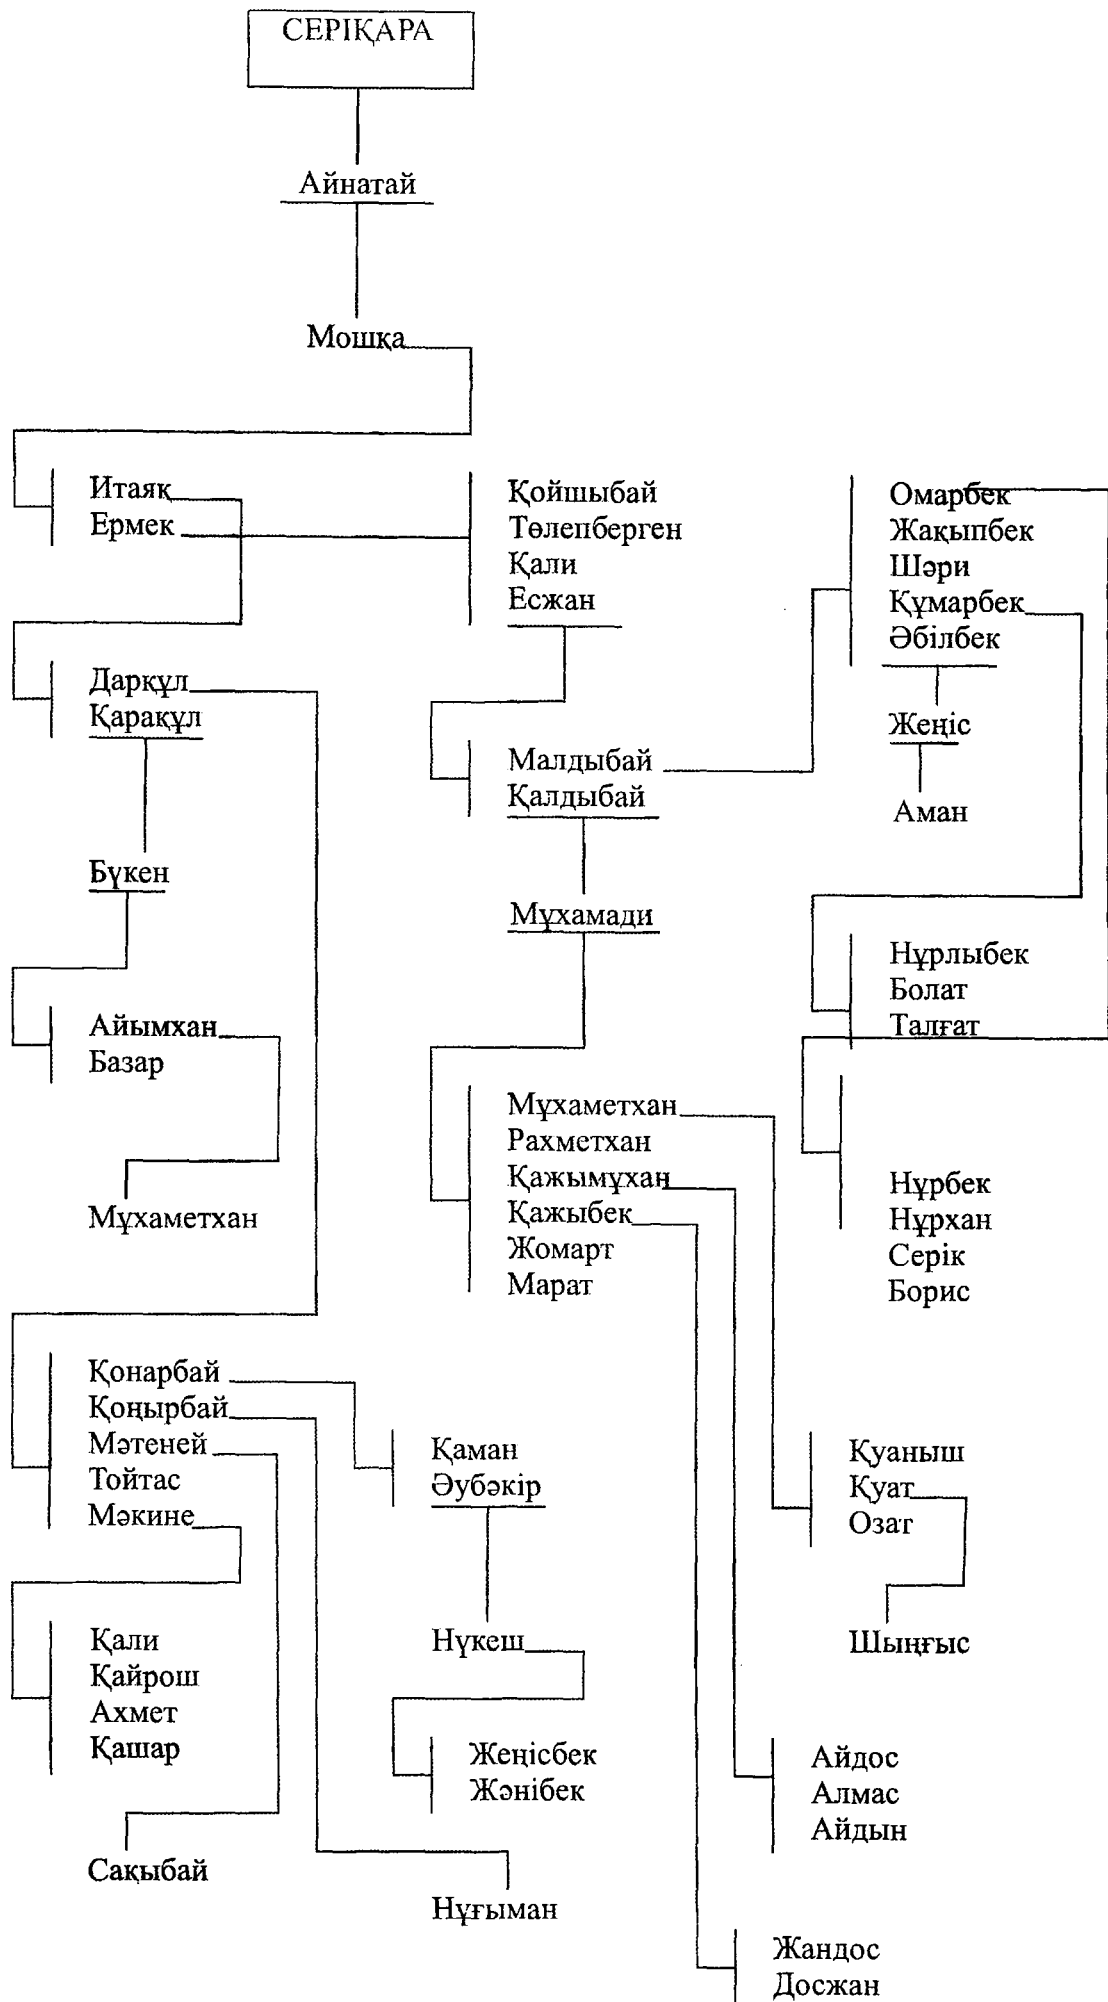 СЕРІҚАРА
Айнатай
Мошқа
Итаяқ
Ермек
Қойшыбай
Төлепберген
Қали
Есжан
Омарбек
Жақыпбек
Шәри
Құмарбек
Әбілбек
Дарқұл
Қарақұл
Жеңіс
Малдыбай
Қалдыбай
Аман
Бүкен
Мұхамади
Нұрлыбек
Болат
Талғат
Айымхан
Базар
Мұхаметхан
Рахметхан
Қажымұхан
Қажыбек
Жомарт
Марат
Мұхаметхан
Нұрбек
Нұрхан
Серік
Борис
Қонарбай
Қоңырбай
Мәтеней
Тойтас
Мәкине
Қаман
Әубәкір
Қуаныш
Қуат
Озат
Қали
Қайрош
Ахмет
Қашар
Нүкеш
Шыңғыс
Жеңісбек
Жәнібек
Айдос
Алмас
Айдын
Сақыбай
Нұғыман
Жандос
Досжан